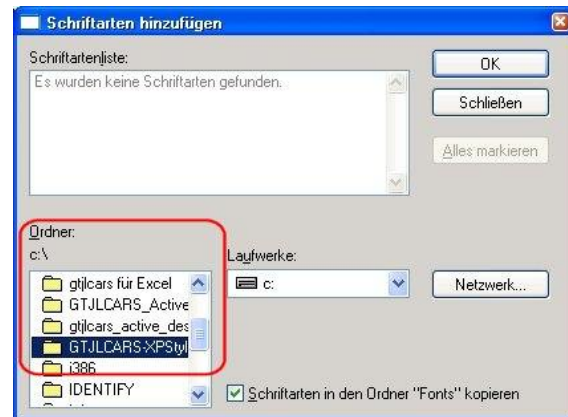 Schriftarten hinzufügen
Schriftartenliste:
Es wurden keine Schriftarten gefunden.
OK
Schließen
Alles markieren
Ordner:
c:\
gtjlcars für Excel
GTJLCARS_Active
gtjlcars_active_des
GTJLCARS-XPStyl
i386
IDENTIFY
Laufwerke:
c:
Netzwerk...
Schriftarten in den Ordner "Fonts" kopieren